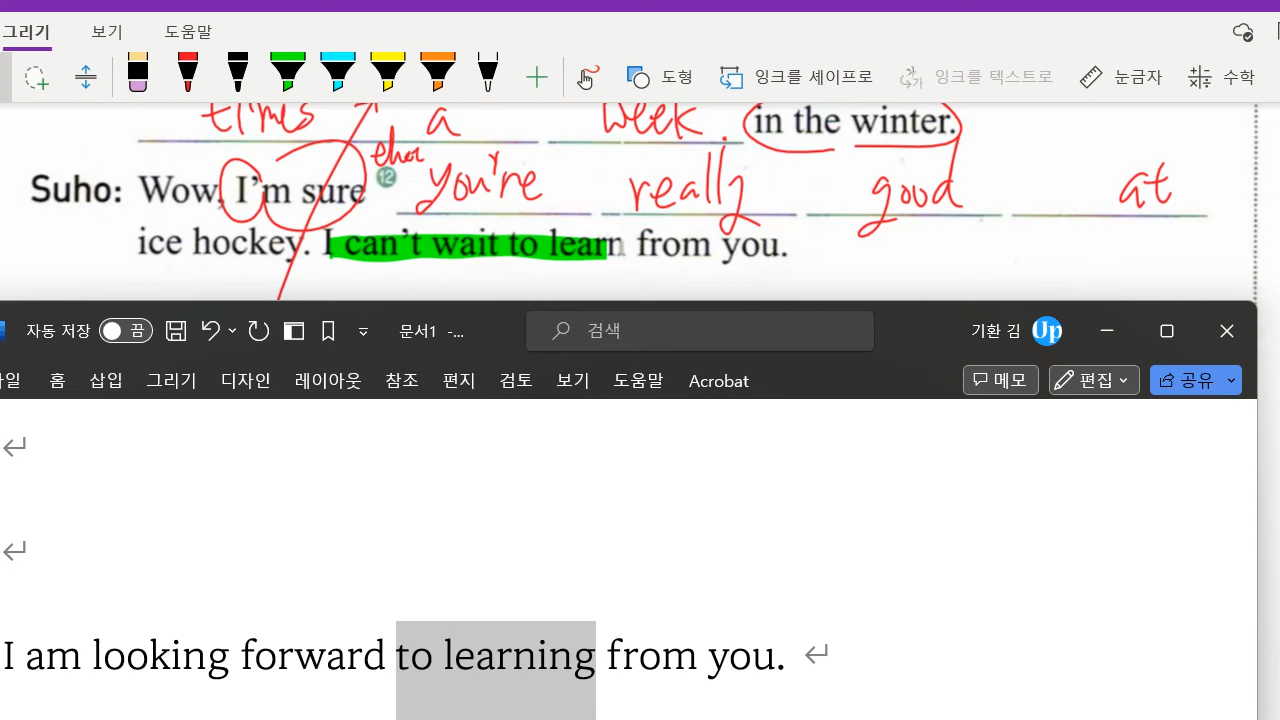 그리기 보기 도움말
도형 잉크를 셰이프로 잉크를 텍스트로 눈금자 수학
times a week. in the winter.
that
Suho: Wow, I'm sure ⑫ you're really good at
ice hockey. I can't wait to learn from you.
자동 저장 끔 문서1 -... 검색 기환 김 Up
홈 삽입 그리기 디자인 레이아웃 참조 편지 검토 보기 도움말 Acrobat 메모 편집 공유
I am looking forward to learning from you.